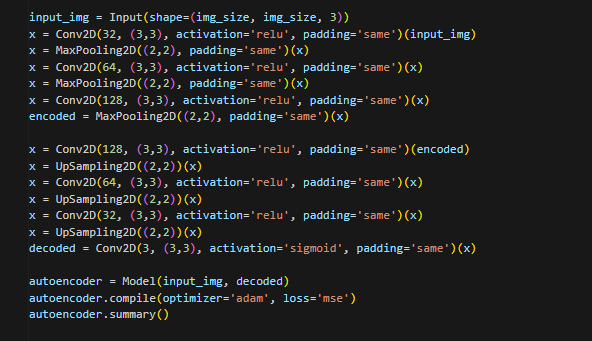 input_img = Input(shape=(img_size, img_size, 3))
x = Conv2D(32, (3,3), activation='relu', padding='same')(input_img)
x = MaxPooling2D((2,2), padding='same')(x)
x = Conv2D(64, (3,3), activation='relu', padding='same')(x)
x = MaxPooling2D((2,2), padding='same')(x)
x = Conv2D(128, (3,3), activation='relu', padding='same')(x)
encoded = MaxPooling2D((2,2), padding='same')(x)

x = Conv2D(128, (3,3), activation='relu', padding='same')(encoded)
x = UpSampling2D((2,2))(x)
x = Conv2D(64, (3,3), activation='relu', padding='same')(x)
x = UpSampling2D((2,2))(x)
x = Conv2D(32, (3,3), activation='relu', padding='same')(x)
x = UpSampling2D((2,2))(x)
decoded = Conv2D(3, (3,3), activation='sigmoid', padding='same')(x)

autoencoder = Model(input_img, decoded)
autoencoder.compile(optimizer='adam', loss='mse')
autoencoder.summary()